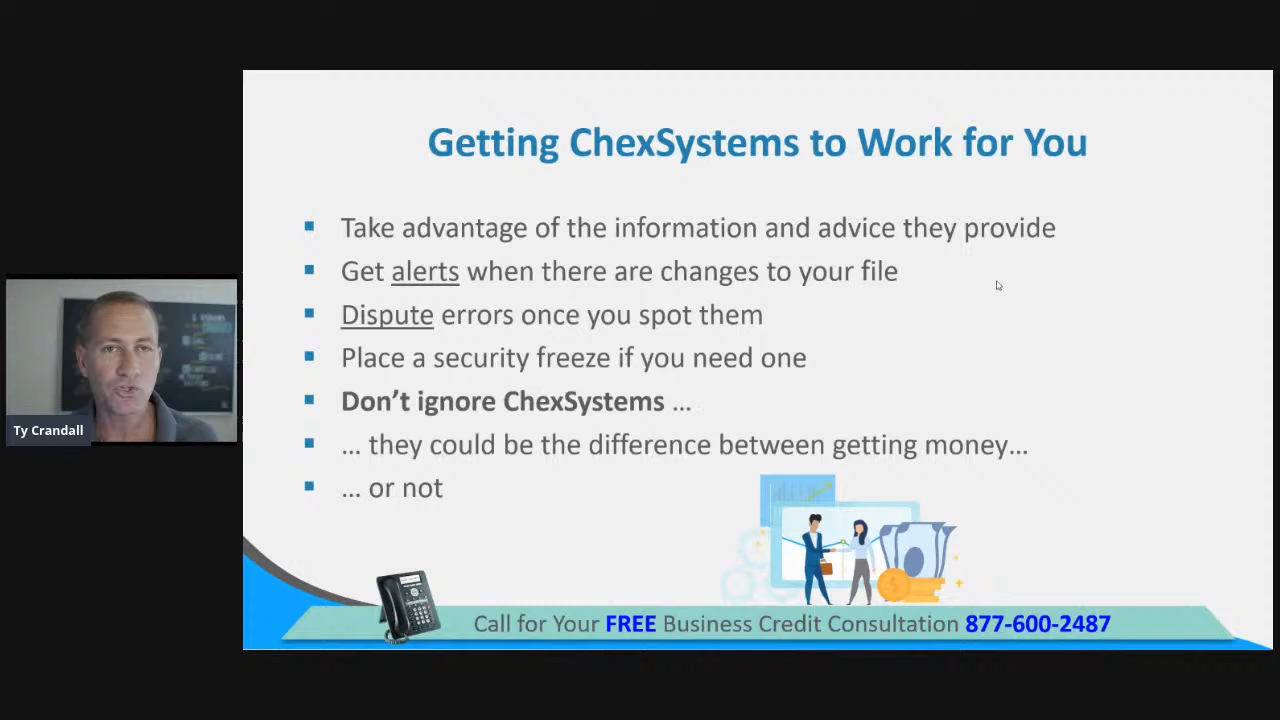 Getting ChexSystems to Work for You
Take advantage of the information and advice they provide
Get alerts when there are changes to your file
Dispute errors once you spot them
Place a security freeze if you need one
Don’t ignore ChexSystems …
… they could be the difference between getting money…
… or not
Ty Crandall
Call for Your FREE Business Credit Consultation 877-600-2487